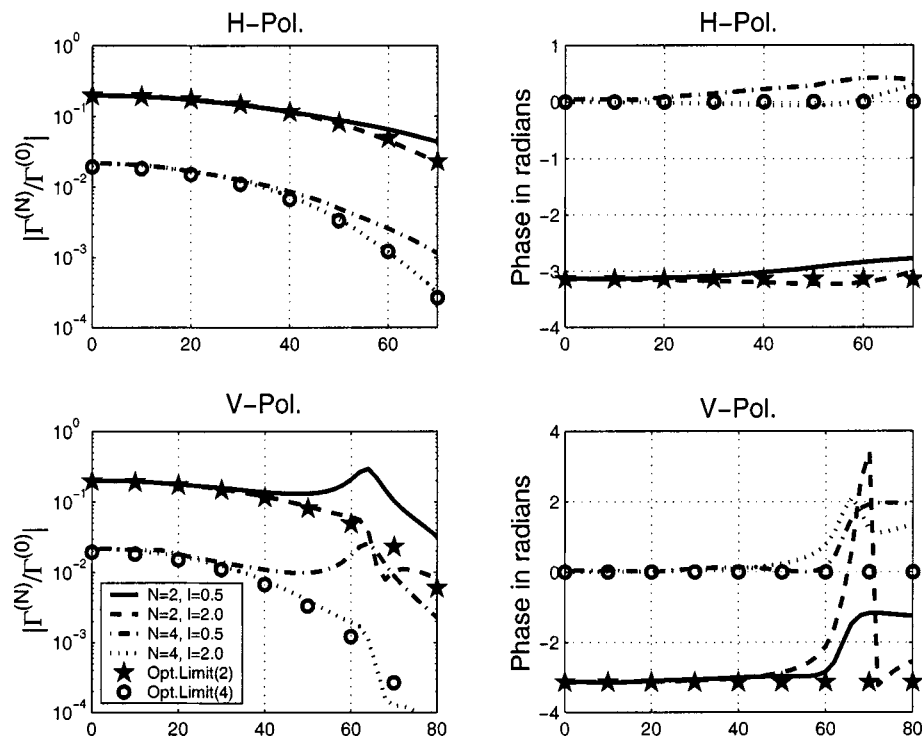 H-Pol.
|Γ^(N)/Γ^(0)|
10^0
10^-1
10^-2
10^-3
10^-4
0 20 40 60
H-Pol.
Phase in radians
1
0
-1
-2
-3
-4
0 20 40 60
V-Pol.
|Γ^(N)/Γ^(0)|
10^0
10^-1
10^-2
10^-3
10^-4
N=2, l=0.5
N=2, l=2.0
N=4, l=0.5
N=4, l=2.0
Opt.Limit(2)
Opt.Limit(4)
0 20 40 60 80
V-Pol.
Phase in radians
4
2
0
-2
-4
0 20 40 60 80